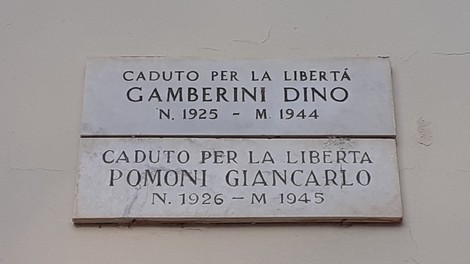 CADUTO PER LA LIBERTÁ
GAMBERINI DINO
N. 1925 - M. 1944
CADUTO PER LA LIBERTA
POMONI GIANCARLO
N. 1926 - M 1945